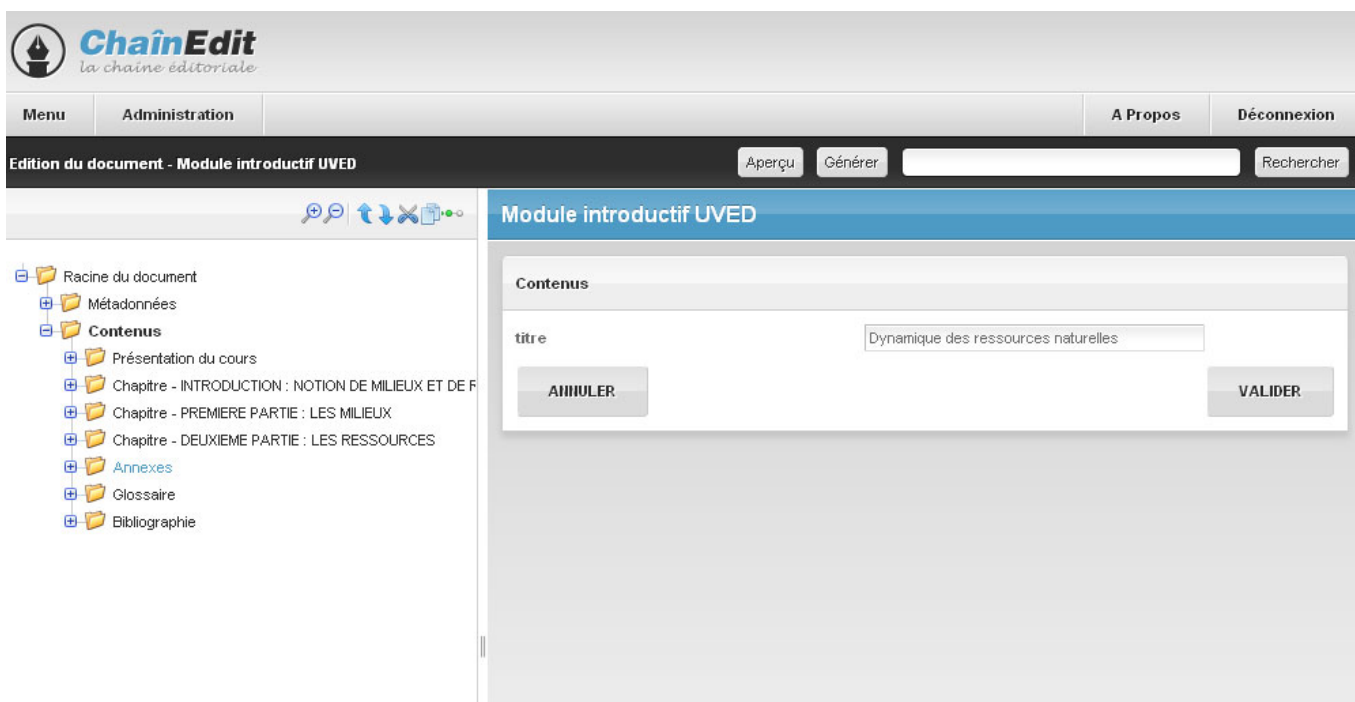 ChaînEdit
la chaîne éditoriale
Menu Administration A Propos Déconnexion
Edition du document - Module introductif UVED Aperçu Générer Rechercher
Module introductif UVED
Racine du document
Métadonnées
Contenus
Présentation du cours
Chapitre - INTRODUCTION : NOTION DE MILIEUX ET DE R
Chapitre - PREMIERE PARTIE : LES MILIEUX
Chapitre - DEUXIEME PARTIE : LES RESSOURCES
Annexes
Glossaire
Bibliographie
Contenus
titre Dynamique des ressources naturelles
ANNULER VALIDER